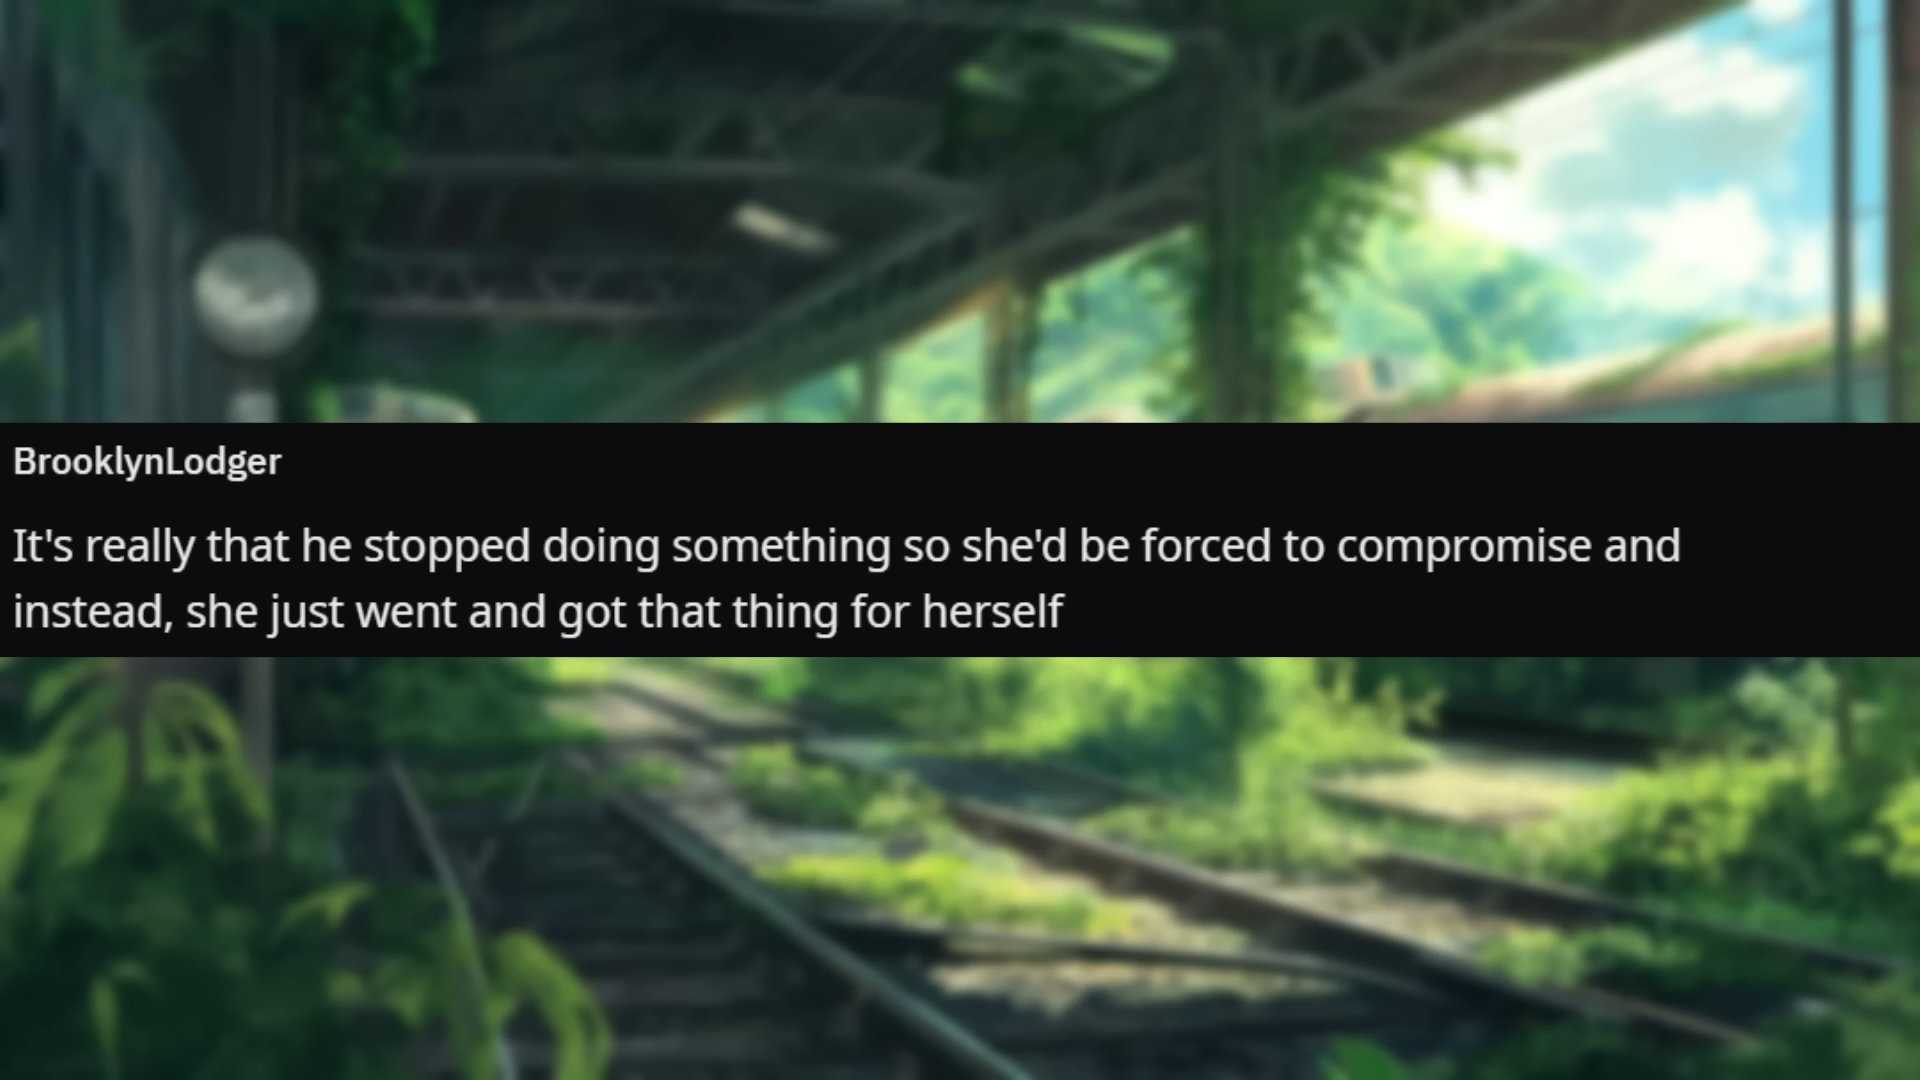 BrooklynLodger
It's really that he stopped doing something so she'd be forced to compromise and
instead, she just went and got that thing for herself